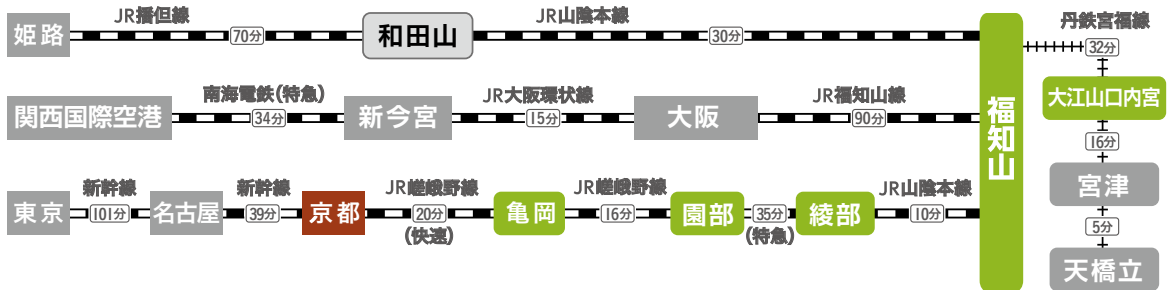 JR播但線
JR山陰本線
姫路
70分
和田山
30分
南海電鉄(特急)
JR大阪環状線
JR福知山線
関西国際空港
34分
新今宮
15分
大阪
90分
新幹線
新幹線
JR嵯峨野線
JR嵯峨野線
JR山陰本線
東京
101分
名古屋
39分
京都
20分
亀岡
16分
園部
35分
綾部
10分
(快速)
(特急)
福知山
丹鉄宮福線
32分
大江山口内宮
16分
宮津
5分
天橋立